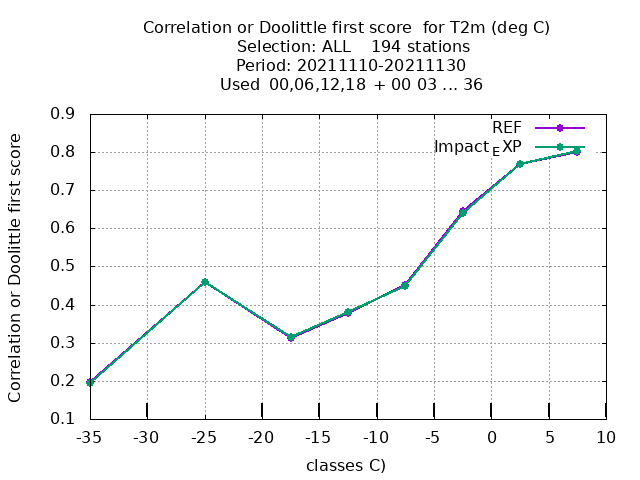 Correlation or Doolittle first score  for T2m (deg C)
Selection: ALL    194 stations
Period: 20211110-20211130
Used  00,06,12,18  + 00 03 ... 36
REF
Impact_EXP
Correlation or Doolittle first score
0.9
0.8
0.7
0.6
0.5
0.4
0.3
0.2
0.1
-35 -30 -25 -20 -15 -10 -5 0 5 10
classes C)